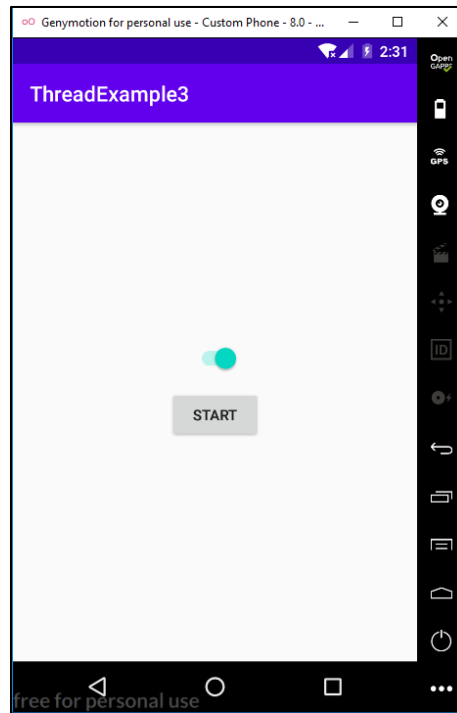 Genymotion for personal use - Custom Phone - 8.0 - ...
2:31
Open
GAPPS
ThreadExample3
GPS
ID
START
free for personal use